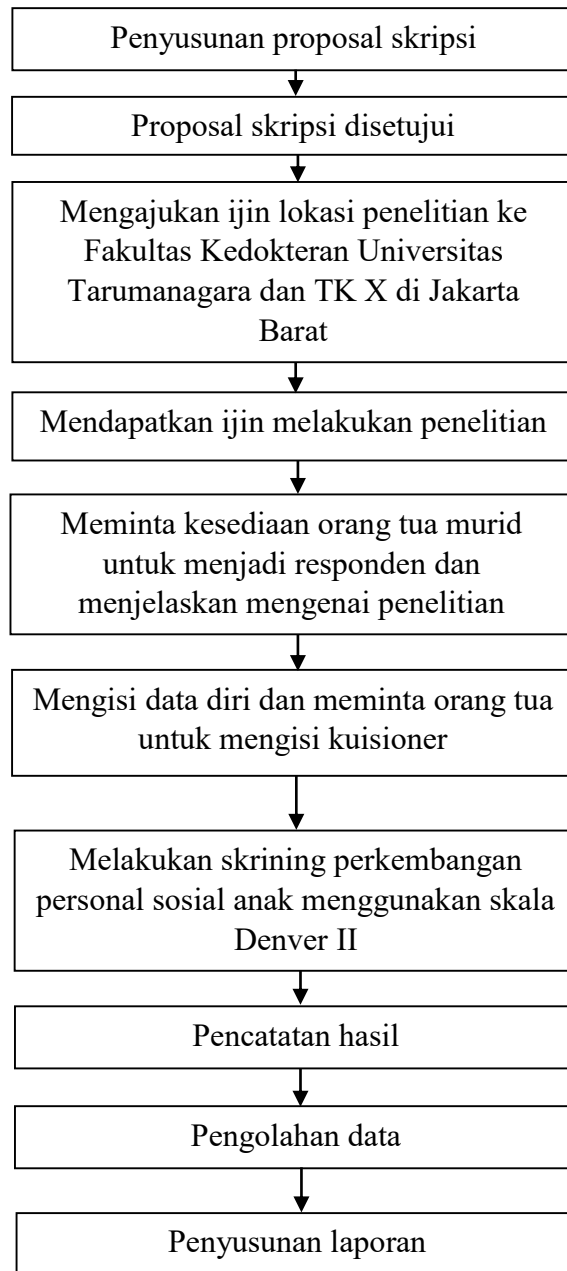 Penyusunan proposal skripsi
Proposal skripsi disetujui
Mengajukan ijin lokasi penelitian ke
Fakultas Kedokteran Universitas
Tarumanagara dan TK X di Jakarta
Barat
Mendapatkan ijin melakukan penelitian
Meminta kesediaan orang tua murid
untuk menjadi responden dan
menjelaskan mengenai penelitian
Mengisi data diri dan meminta orang tua
untuk mengisi kuisioner
Melakukan skrining perkembangan
personal sosial anak menggunakan skala
Denver II
Pencatatan hasil
Pengolahan data
Penyusunan laporan